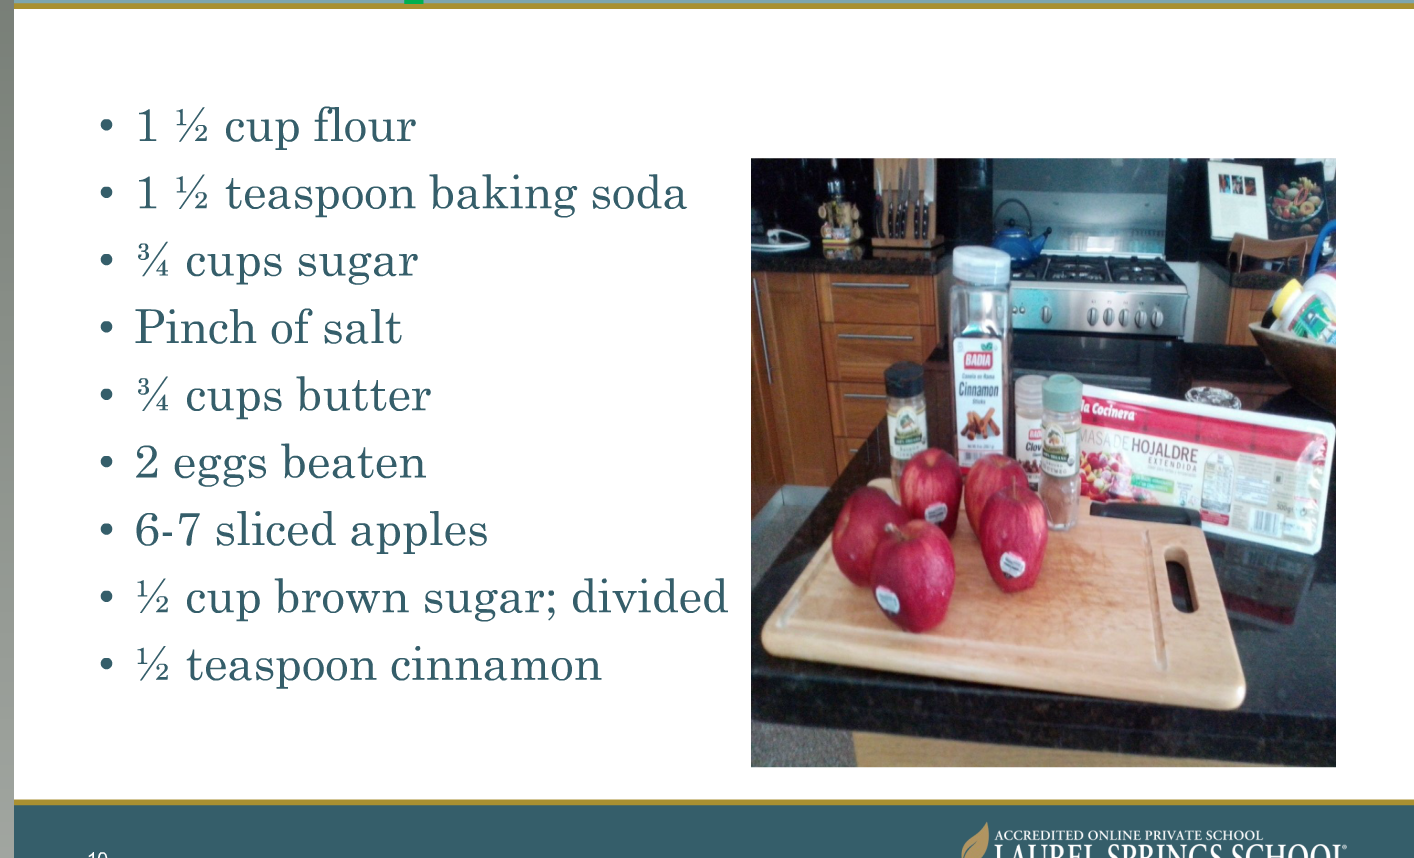 • 1 ½ cup flour
• 1 ½ teaspoon baking soda
• ¾ cups sugar
• Pinch of salt
• ¾ cups butter
• 2 eggs beaten
• 6-7 sliced apples
• ½ cup brown sugar; divided
• ½ teaspoon cinnamon
BADIA
Cinnamon
la Cocinera
MASA DE HOJALDRE
EXTENDIDA
ACCREDITED ONLINE PRIVATE SCHOOL
LAUREL SPRINGS SCHOOL®